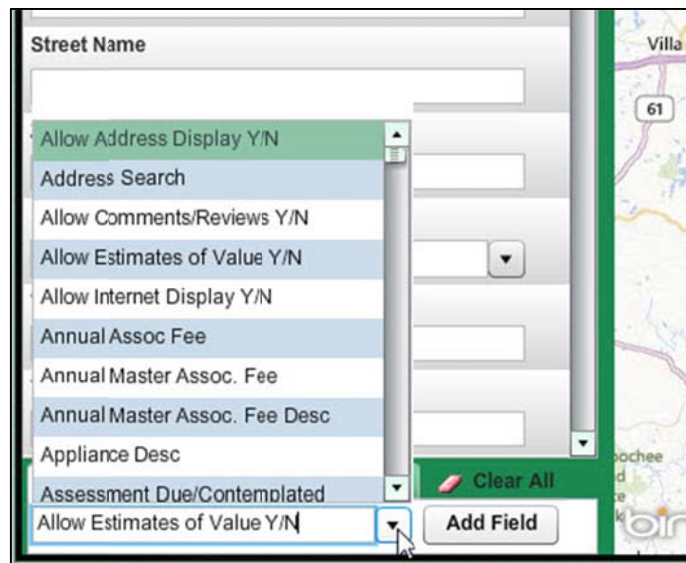 Street Name
Villa
61
Allow Address Display Y/N
Address Search
Allow Comments/Reviews Y/N
Allow Estimates of Value Y/N
Allow Internet Display Y/N
Annual Assoc Fee
Annual Master Assoc. Fee
Annual Master Assoc. Fee Desc
Appliance Desc
Assessment Due/Contemplated
oochee
Clear All
Allow Estimates of Value Y/N
Add Field
bin